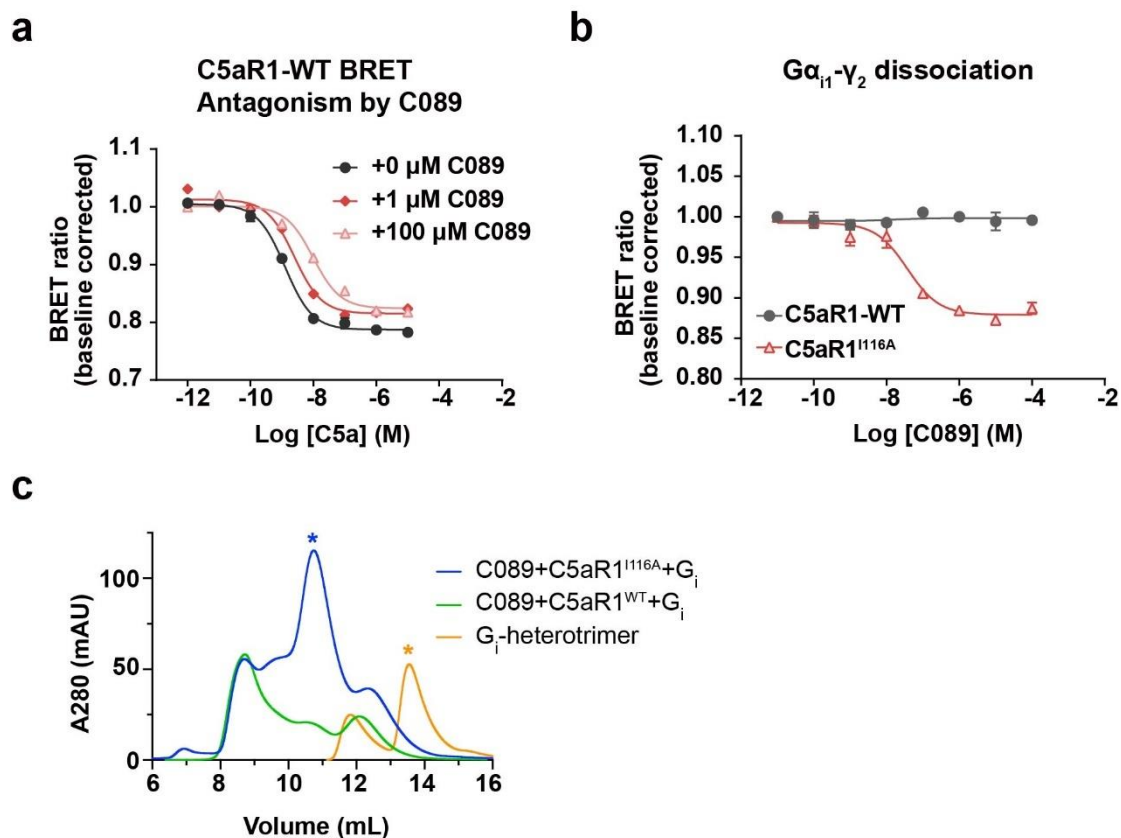 a
C5aR1-WT BRET
Antagonism by C089
BRET ratio
(baseline corrected)
1.1
1.0
0.9
0.8
0.7
+0 µM C089
+1 µM C089
+100 µM C089
-12 -10 -8 -6 -4 -2
Log [C5a] (M)
b
Gαi1-γ2 dissociation
BRET ratio
(baseline corrected)
1.10
1.05
1.00
0.95
0.90
0.85
0.80
C5aR1-WT
C5aR1I116A
-12 -10 -8 -6 -4 -2
Log [C089] (M)
c
A280 (mAU)
100
50
0
*
*
C089+C5aR1I116A+Gi
C089+C5aR1WT+Gi
Gi-heterotrimer
6 8 10 12 14 16
Volume (mL)